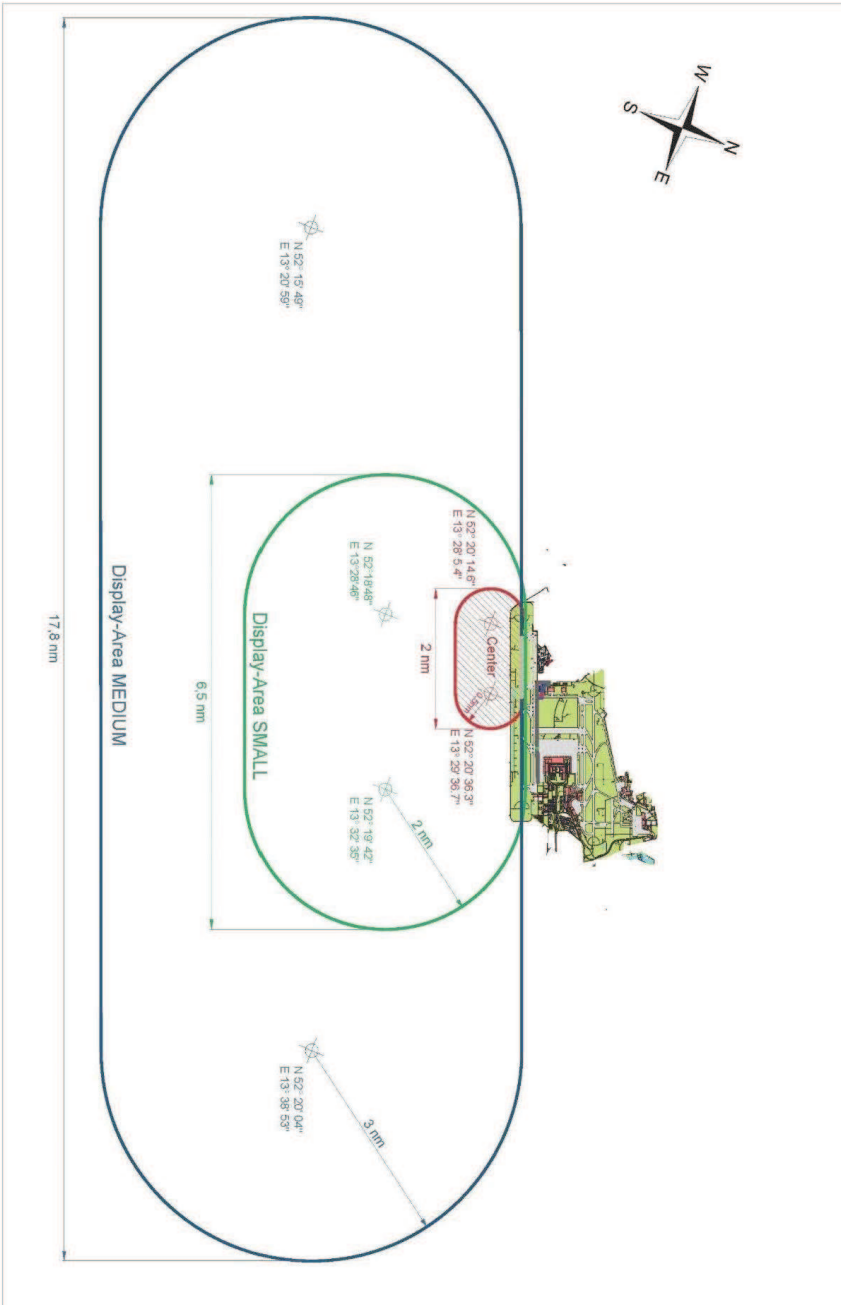 W
N
S
E
N 52° 15' 49"
E 13° 20' 59"
N 52° 20' 14.6"
E 13° 28' 5.4"
N 52°18'48"
E 13°28'46"
Center
2 nm
0,5nm
N 52° 20' 36.3"
E 13° 29' 36.7"
N 52° 19' 42"
E 13° 32' 35"
2 nm
Display-Area SMALL
6,5 nm
N 52° 20' 04"
E 13° 38' 53"
3 nm
Display-Area MEDIUM
17,8 nm